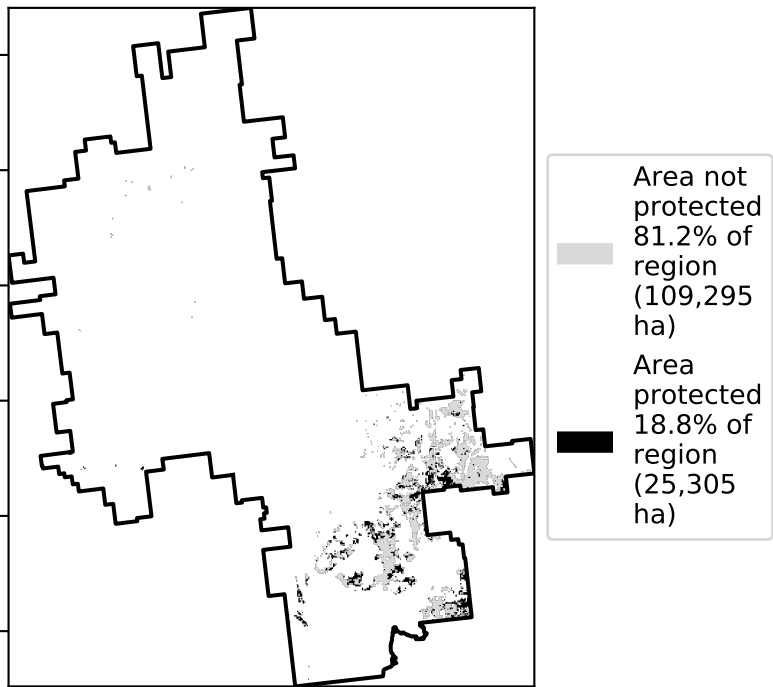 Area not
protected
81.2% of
region
(109,295
ha)
Area
protected
18.8% of
region
(25,305
ha)